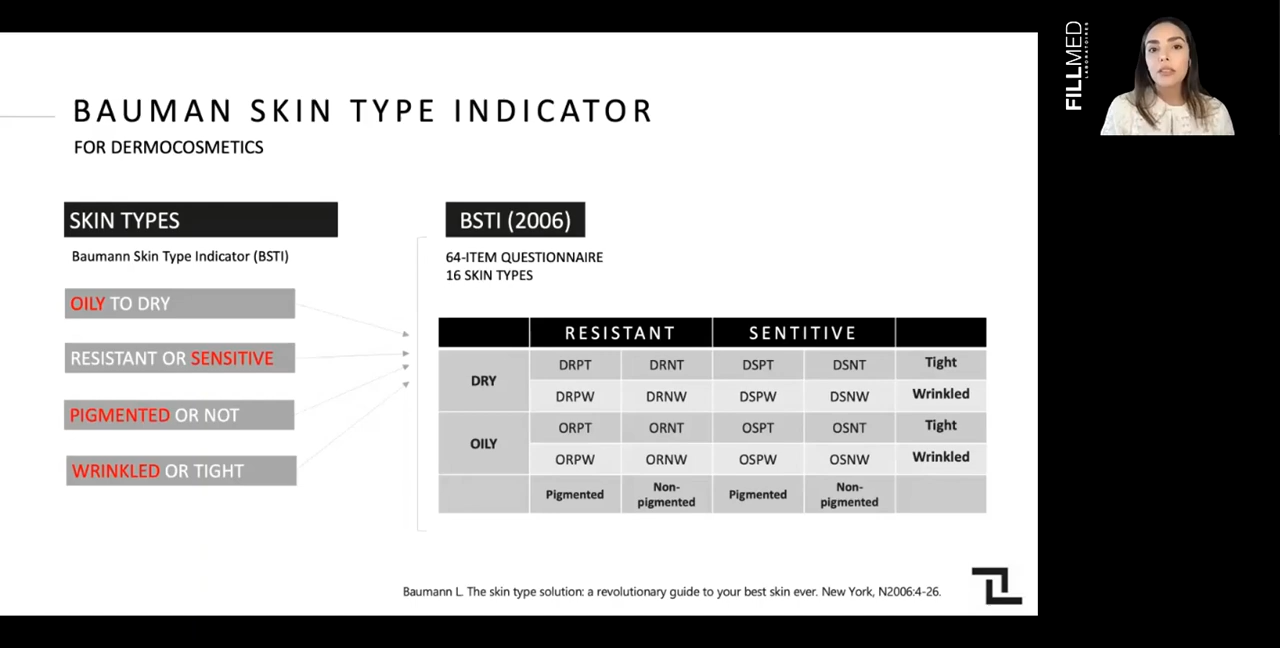 BAUMAN SKIN TYPE INDICATOR
FOR DERMOCOSMETICS
SKIN TYPES
Baumann Skin Type Indicator (BSTI)
OILY TO DRY
RESISTANT OR SENSITIVE
PIGMENTED OR NOT
WRINKLED OR TIGHT
BSTI (2006)
64-ITEM QUESTIONNAIRE
16 SKIN TYPES
RESISTANT SENTITIVE
DRY
DRPT DRNT DSPT DSNT Tight
DRPW DRNW DSPW DSNW Wrinkled
OILY
ORPT ORNT OSPT OSNT Tight
ORPW ORNW OSPW OSNW Wrinkled
Pigmented Non-pigmented Pigmented Non-pigmented
Baumann L. The skin type solution: a revolutionary guide to your best skin ever. New York, N2006:4-26.
FILLMED
LABORATOIRES